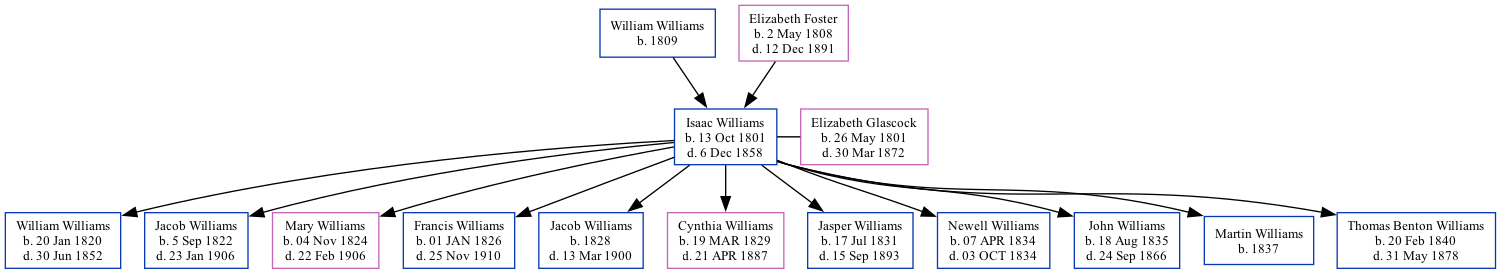 William Williams
b. 1809
Elizabeth Foster
b. 2 May 1808
d. 12 Dec 1891
Isaac Williams
b. 13 Oct 1801
d. 6 Dec 1858
Elizabeth Glascock
b. 26 May 1801
d. 30 Mar 1872
William Williams
b. 20 Jan 1820
d. 30 Jun 1852
Jacob Williams
b. 5 Sep 1822
d. 23 Jan 1906
Mary Williams
b. 04 Nov 1824
d. 22 Feb 1906
Francis Williams
b. 01 JAN 1826
d. 25 Nov 1910
Jacob Williams
b. 1828
d. 13 Mar 1900
Cynthia Williams
b. 19 MAR 1829
d. 21 APR 1887
Jasper Williams
b. 17 Jul 1831
d. 15 Sep 1893
Newell Williams
b. 07 APR 1834
d. 03 OCT 1834
John Williams
b. 18 Aug 1835
d. 24 Sep 1866
Martin Williams
b. 1837
Thomas Benton Williams
b. 20 Feb 1840
d. 31 May 1878